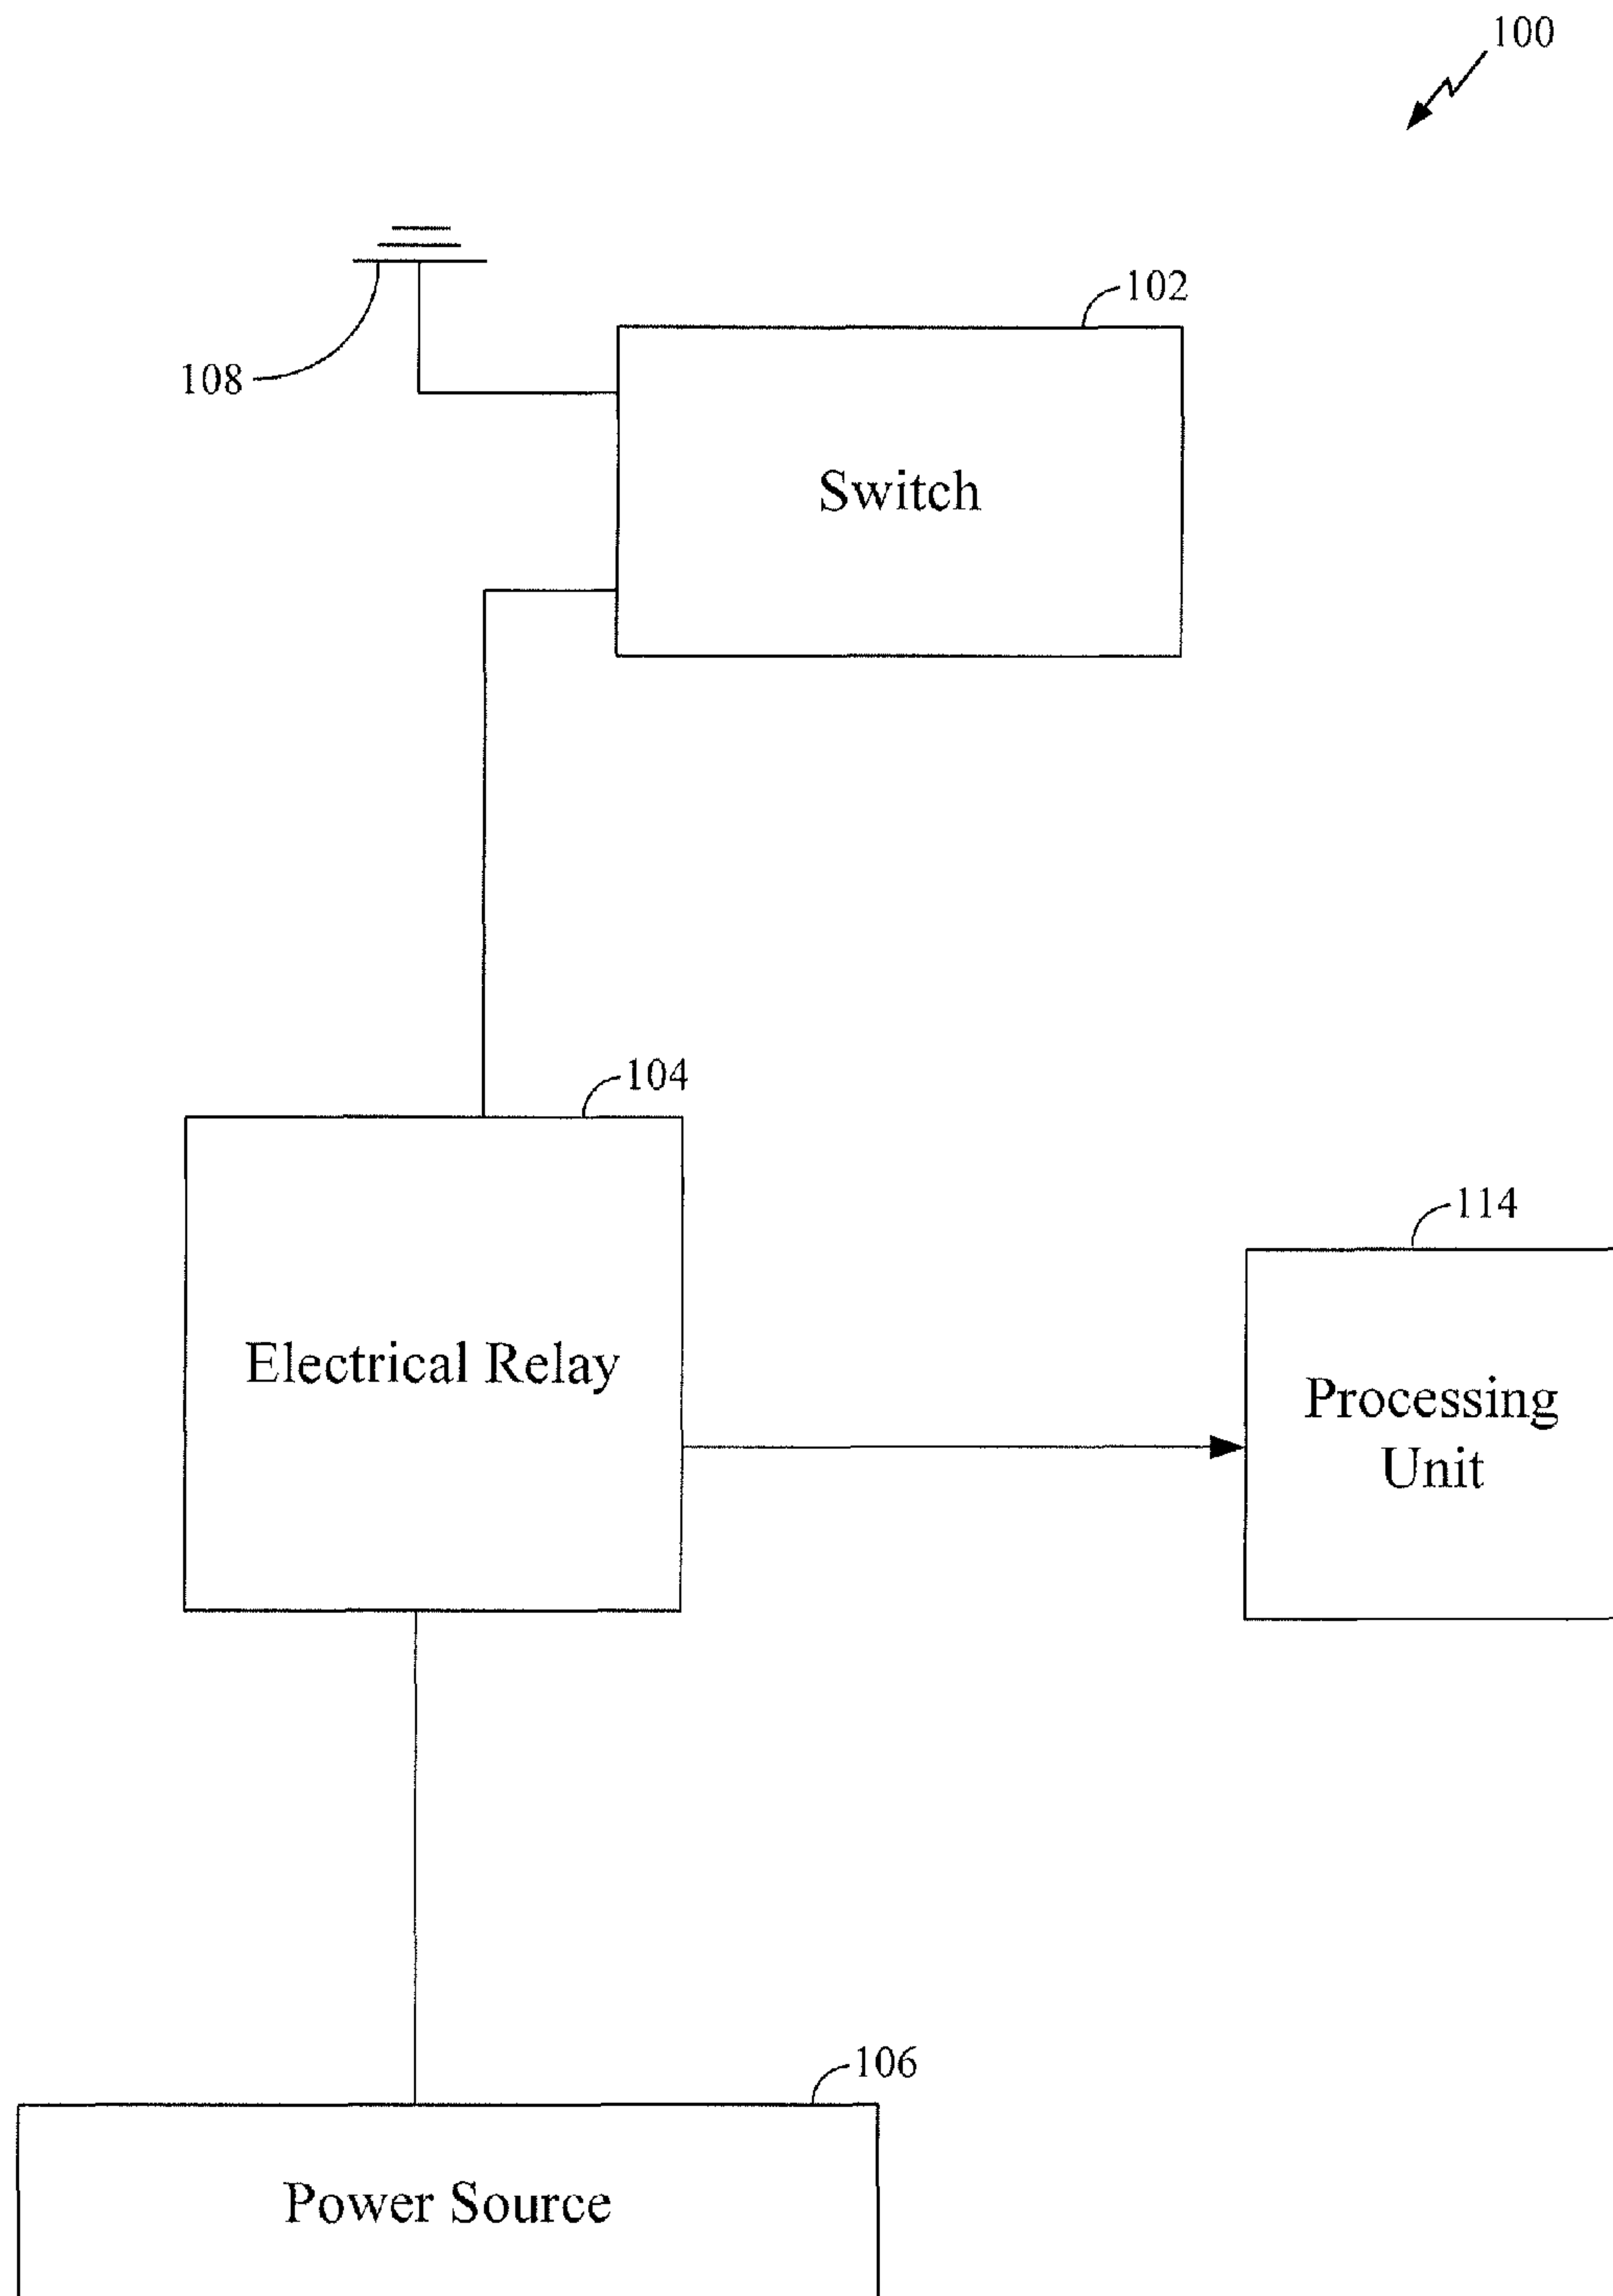 100
102
108
Switch
104
114
Electrical Relay
Processing
Unit
106
Power Source